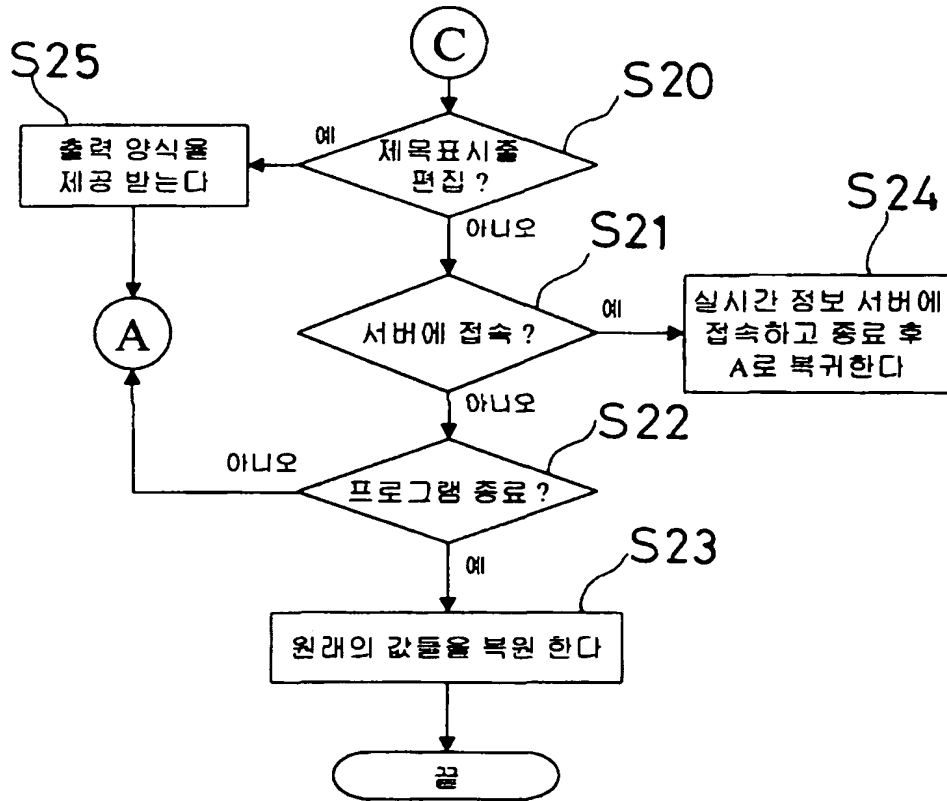 C
S25
S20
예
출력 양식을
제공 받는다
제목표시줄
편집 ?
아니오
S21
S24
A
서버에 접속 ?
예
실시간 정보 서버에
접속하고 종료 후
A로 복귀한다
아니오
S22
아니오
프로그램 종료 ?
예
S23
원래의 값들을 복원 한다
끝